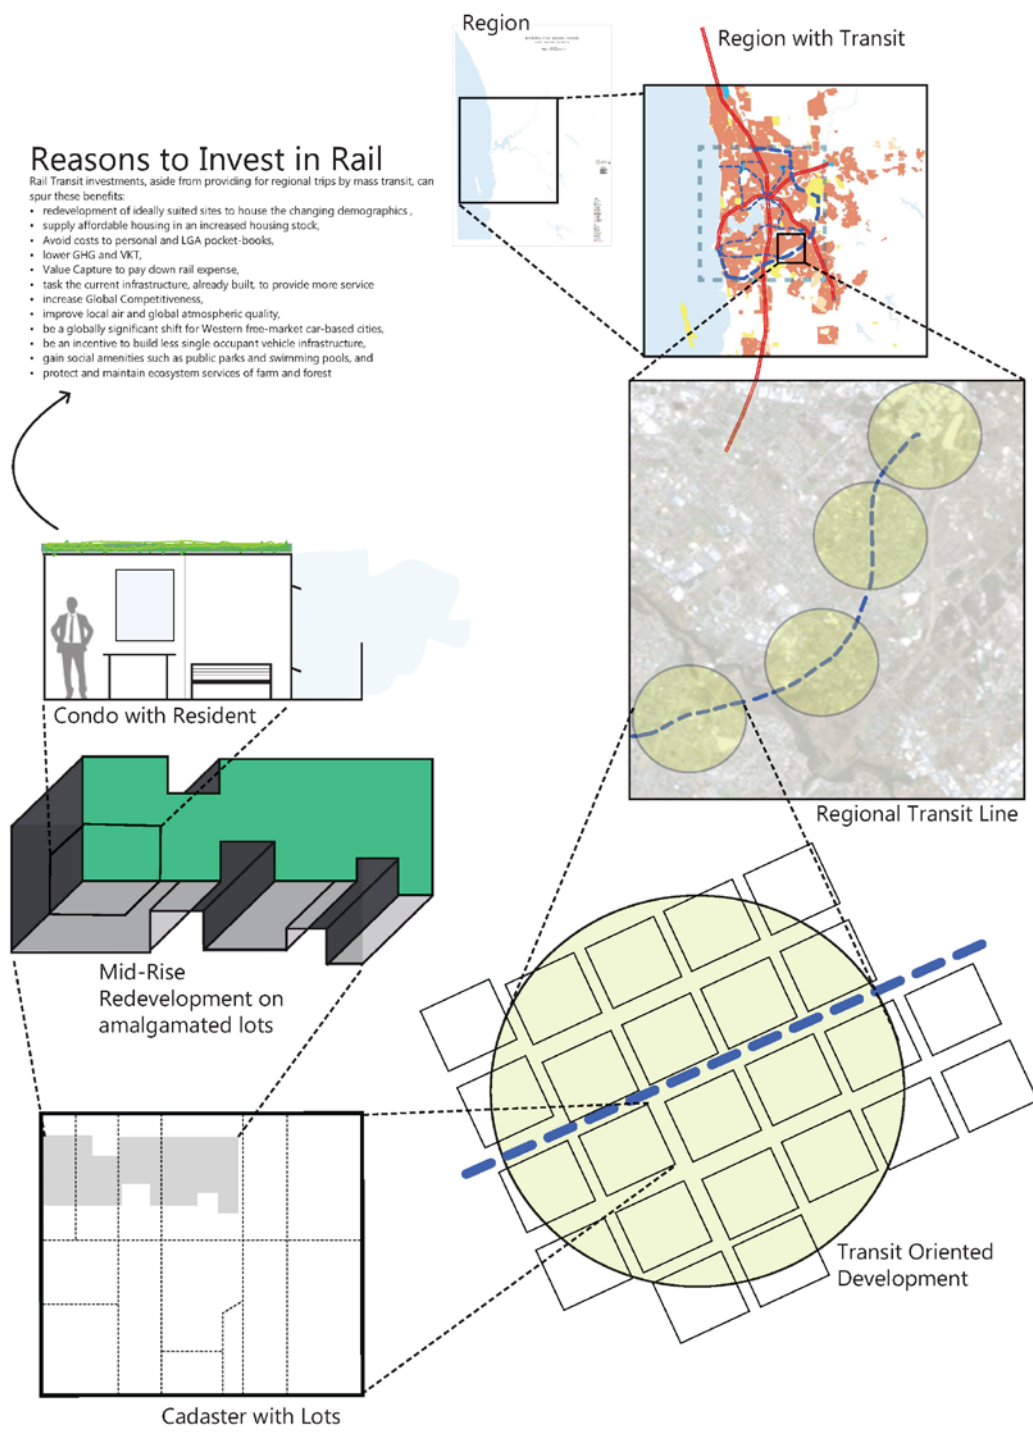 Region
Region with Transit
Reasons to Invest in Rail
Rail Transit investments, aside from providing for regional trips by mass transit, can
spur these benefits:
• redevelopment of ideally suited sites to house the changing demographics ,
• supply affordable housing in an increased housing stock,
• Avoid costs to personal and LGA pocket-books,
• lower GHG and VKT,
• Value Capture to pay down rail expense,
• task the current infrastructure, already built, to provide more service
• increase Global Competitiveness,
• improve local air and global atmospheric quality,
• be a globally significant shift for Western free-market car-based cities,
• be an incentive to build less single occupant vehicle infrastructure,
• gain social amenities such as public parks and swimming pools, and
• protect and maintain ecosystem services of farm and forest
Condo with Resident
Regional Transit Line
Mid-Rise
Redevelopment on
amalgamated lots
Transit Oriented
Development
Cadaster with Lots